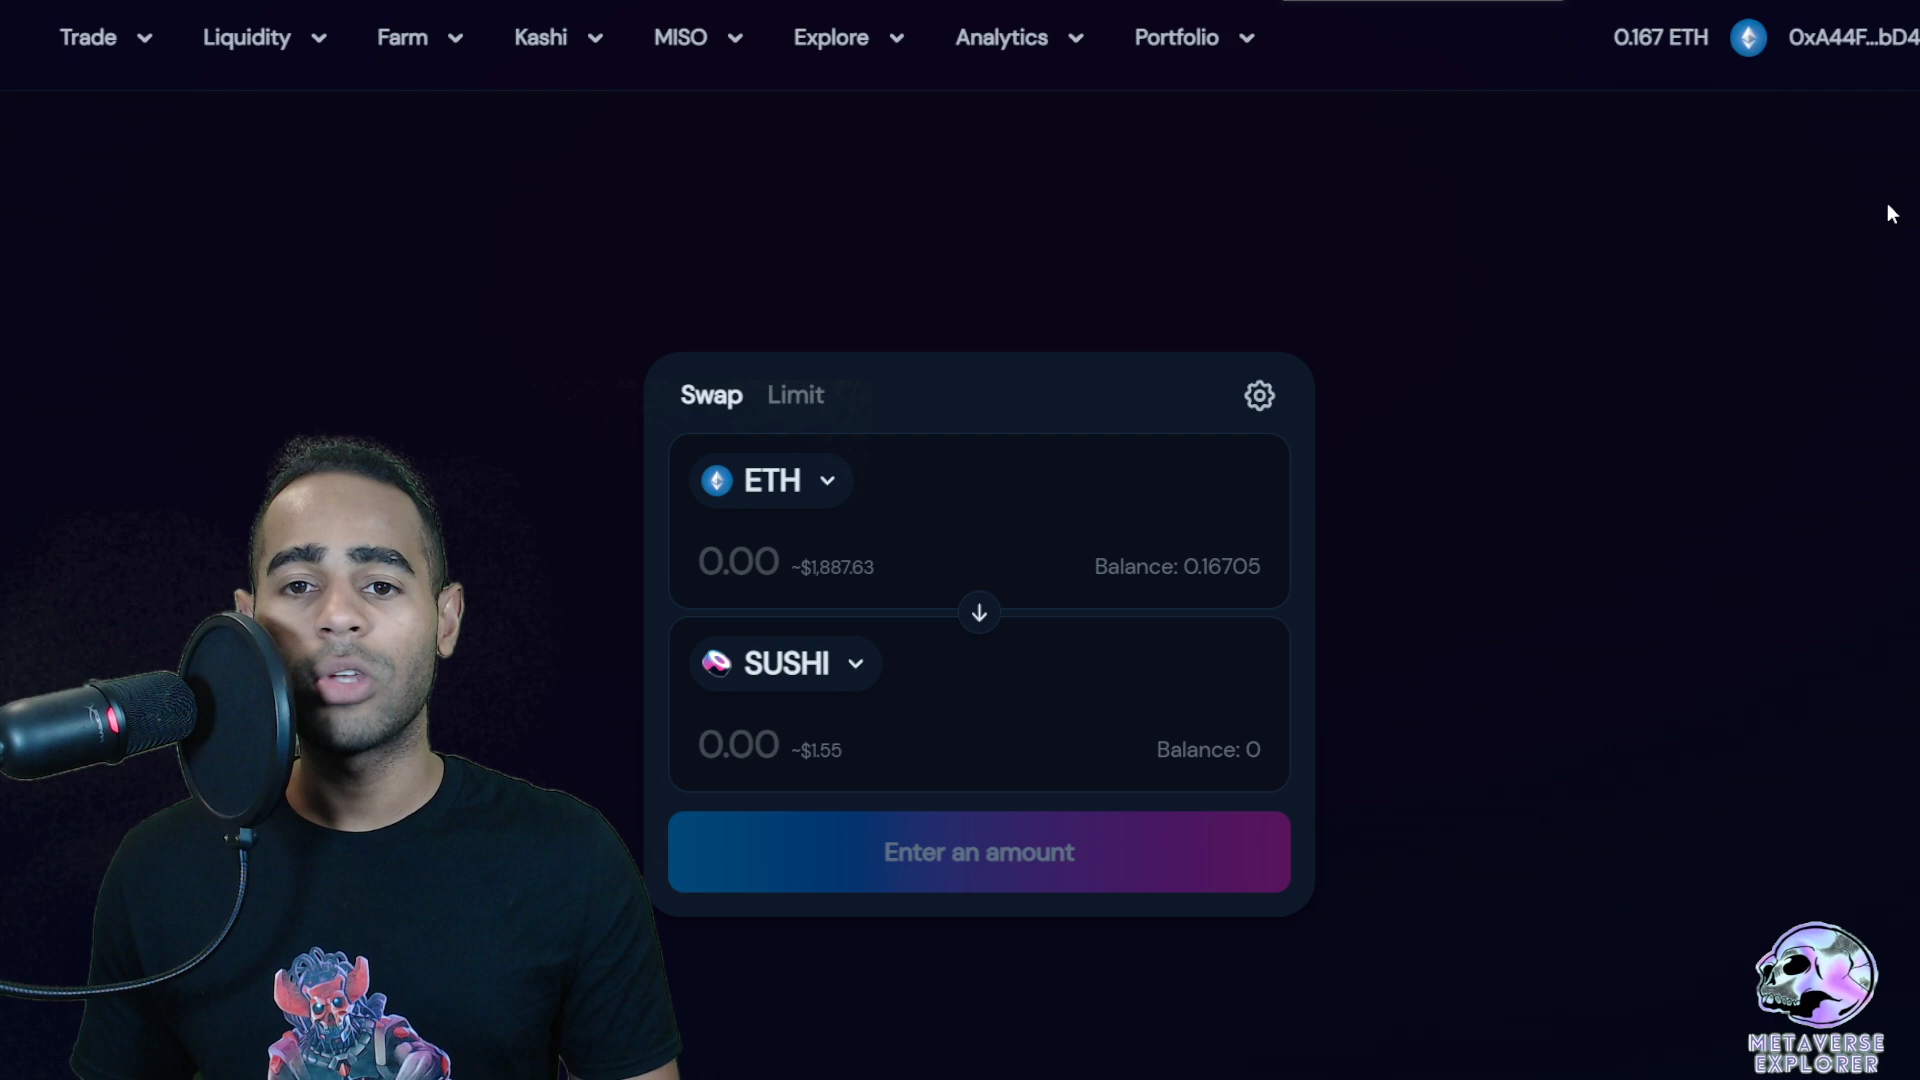 Trade Liquidity Farm Kashi MISO Explore Analytics Portfolio 0.167 ETH 0xA44F...bD4
Swap Limit
ETH
0.00 ~$1,887.63 Balance: 0.16705
SUSHI
0.00 ~$1.55 Balance: 0
Enter an amount
METAVERSE
EXPLORER